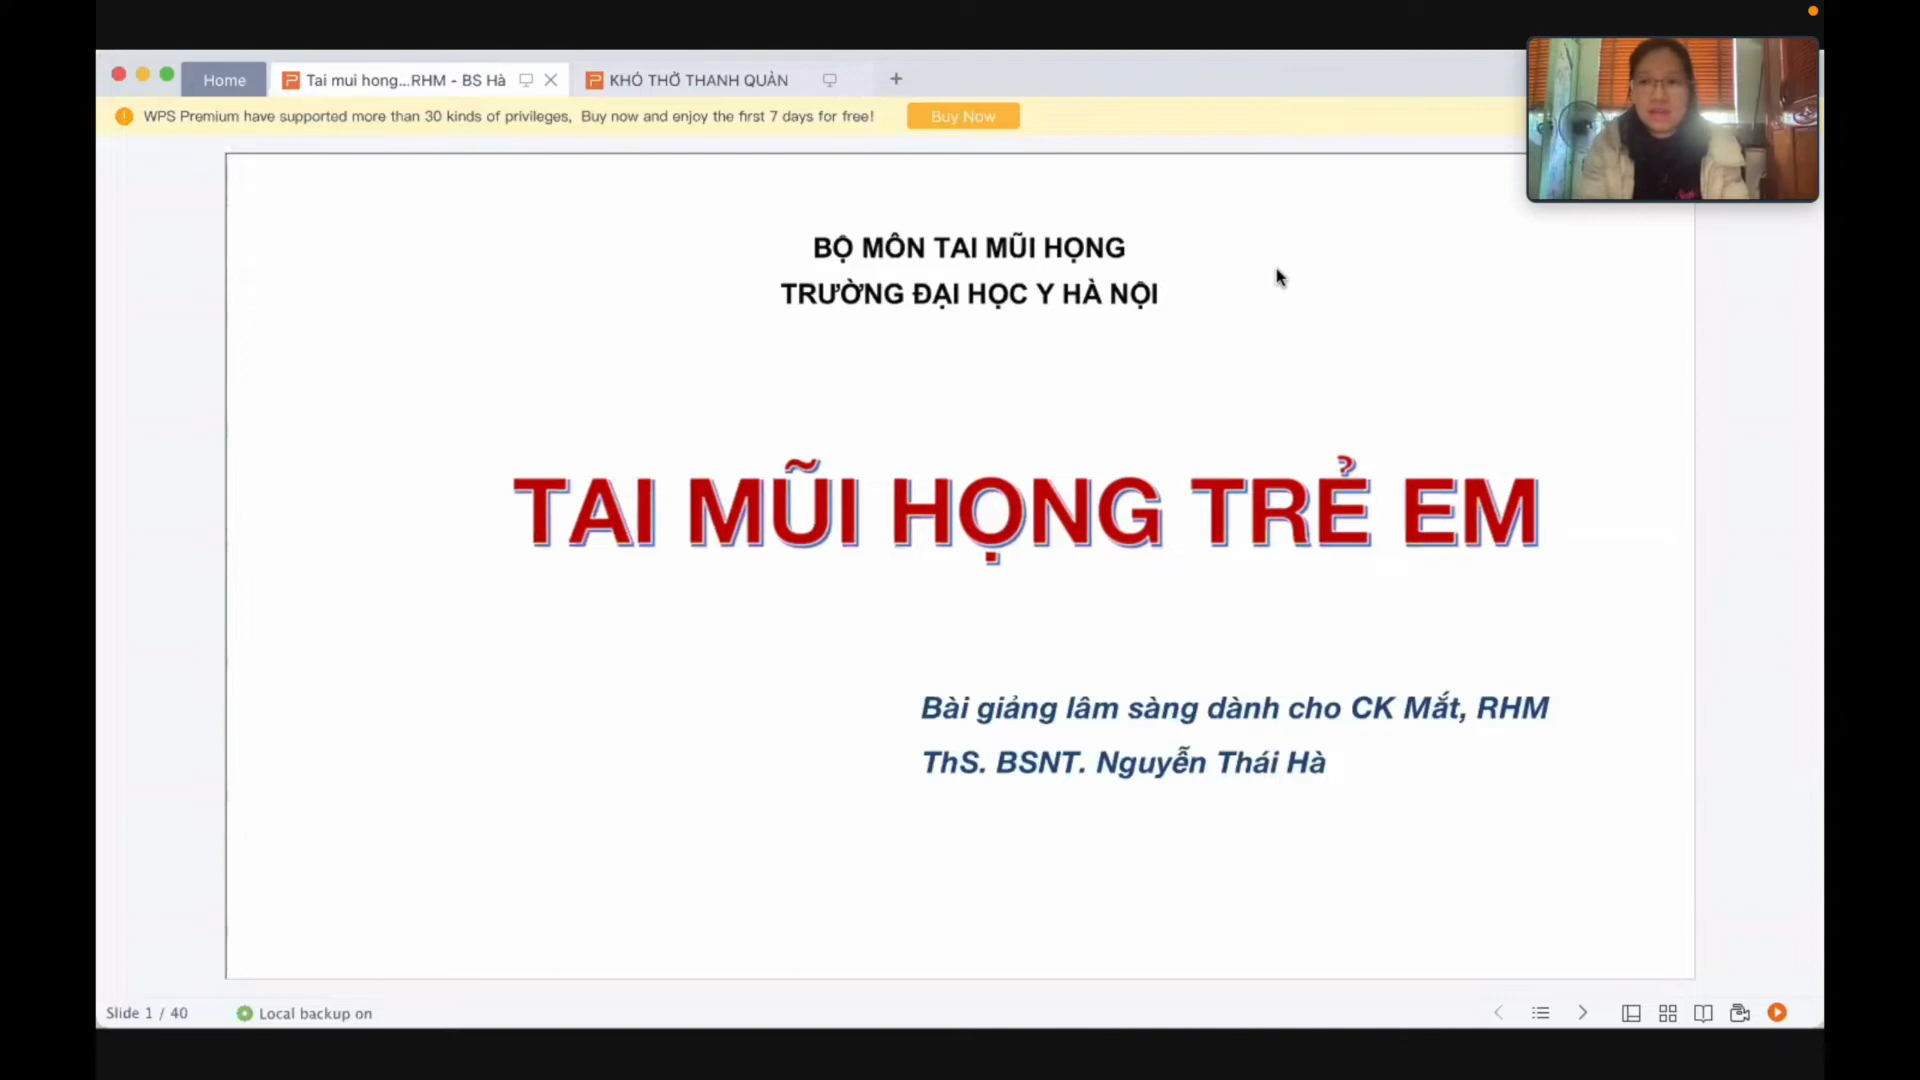 Home
Tai mui hong...RHM - BS Hà
KHÓ THỞ THANH QUẢN
WPS Premium have supported more than 30 kinds of privileges, Buy now and enjoy the first 7 days for free!
Buy Now
BỘ MÔN TAI MŨI HỌNG
TRƯỜNG ĐẠI HỌC Y HÀ NỘI
TAI MŨI HỌNG TRẺ EM
Bài giảng lâm sàng dành cho CK Mắt, RHM
ThS. BSNT. Nguyễn Thái Hà
Slide 1 / 40
Local backup on